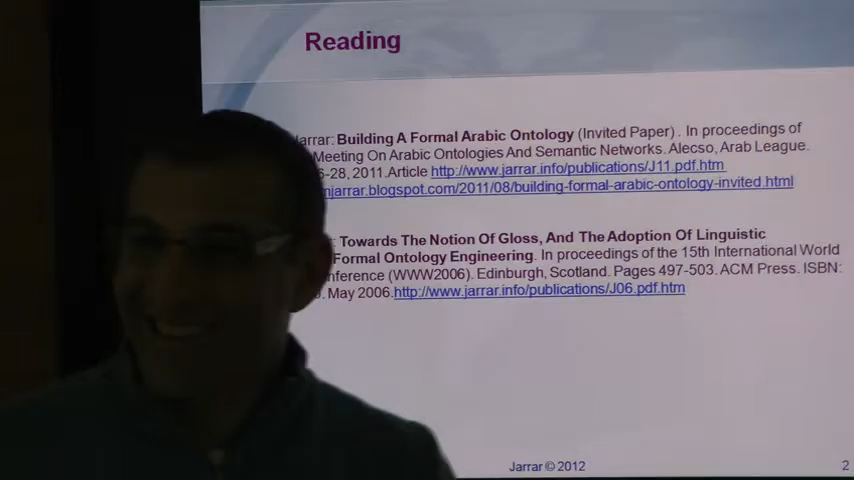 Reading
Jarrar: Building A Formal Arabic Ontology (Invited Paper) . In proceedings of
Meeting On Arabic Ontologies And Semantic Networks. Alecso, Arab League.
-28, 2011.Article http://www.jarrar.info/publications/J11.pdf.htm
njarrar.blogspot.com/2011/08/building-formal-arabic-ontology-invited.html
: Towards The Notion Of Gloss, And The Adoption Of Linguistic
Formal Ontology Engineering. In proceedings of the 15th International World
nference (WWW2006). Edinburgh, Scotland. Pages 497-503. ACM Press. ISBN:
. May 2006.http://www.jarrar.info/publications/J06.pdf.htm
Jarrar © 2012
2